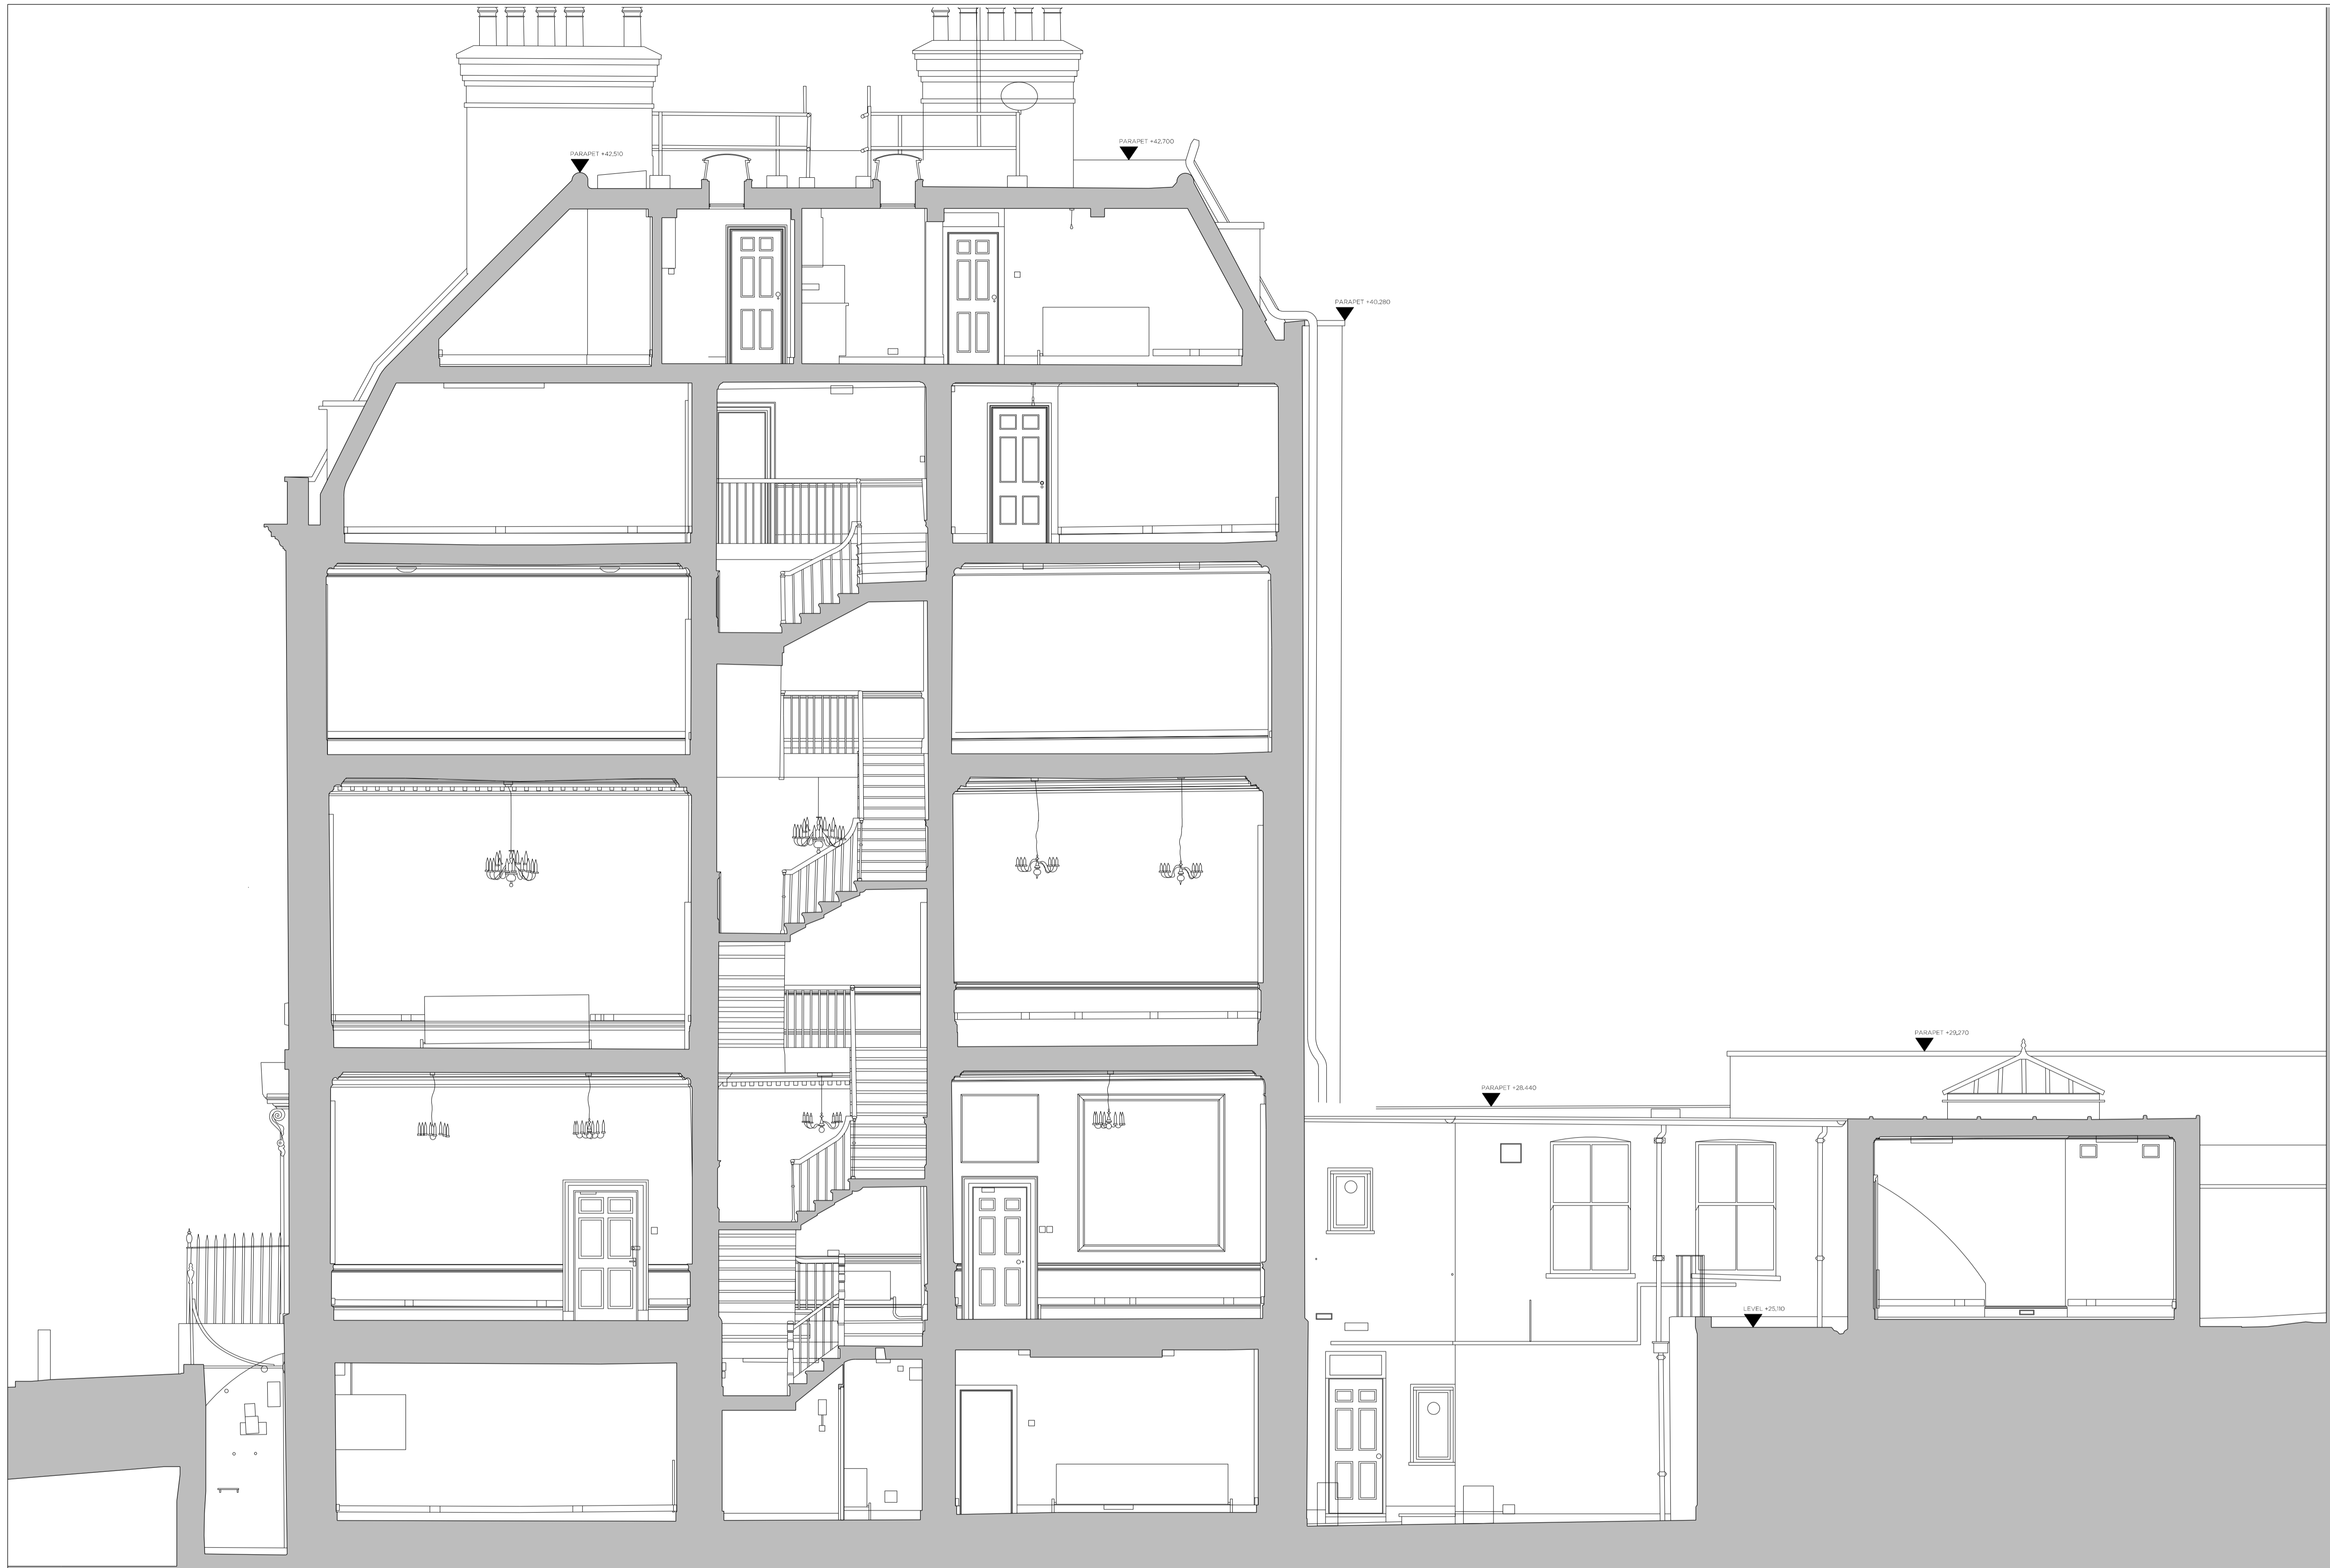 PARAPET +42,510
PARAPET +42,700
PARAPET +40,280
PARAPET +29,270
PARAPET +28,440
LEVEL +25,110